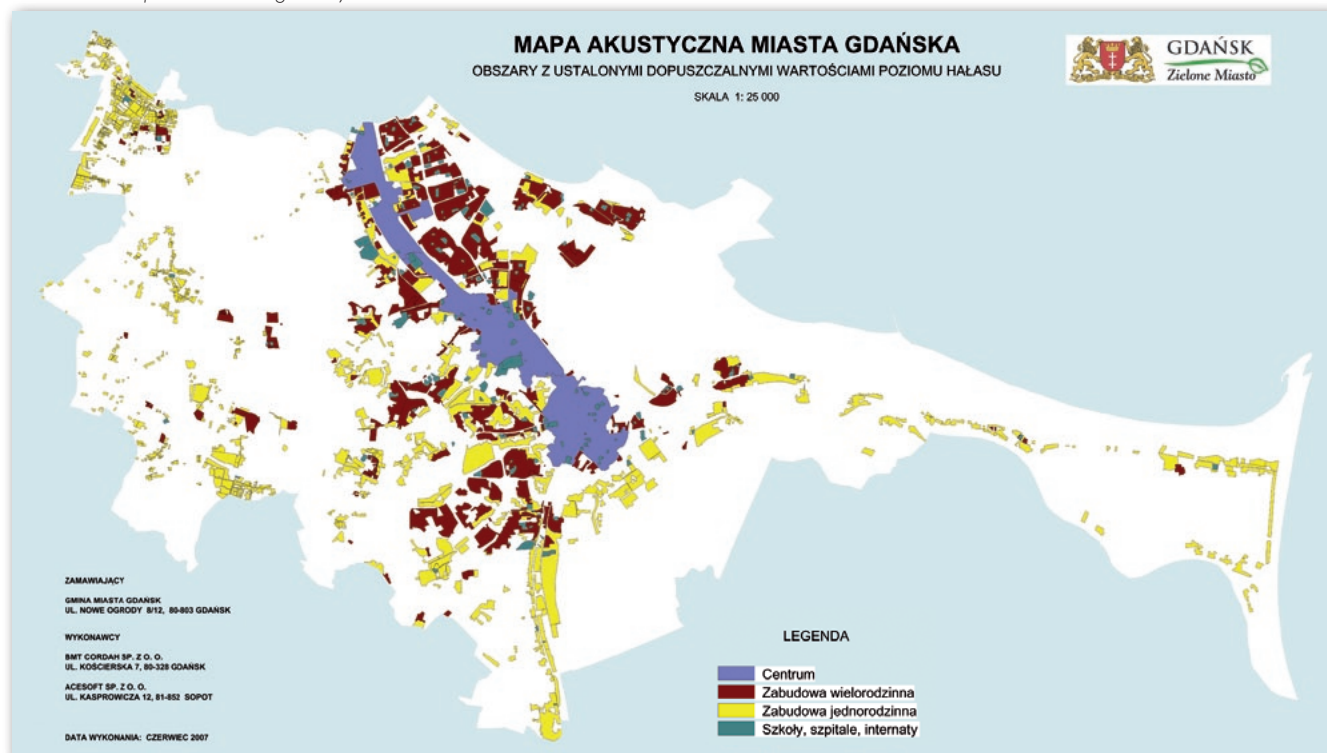 MAPA AKUSTYCZNA MIASTA GDAŃSKA
OBSZARY Z USTALONYMI DOPUSZCZALNYMI WARTOŚCIAMI POZIOMU HAŁASU
SKALA 1: 25 000
GDAŃSK
Zielone Miasto
ZAMAWIAJĄCY
GMINA MIASTA GDAŃSK
UL. NOWE OGRODY 8/12, 80-803 GDAŃSK
WYKONAWCY
BMT CORDAH SP. Z O. O.
UL. KOŚCIERSKA 7, 80-328 GDAŃSK
ACESOFT SP. Z O. O.
UL. KASPROWICZA 12, 81-852 SOPOT
DATA WYKONANIA: CZERWIEC 2007
LEGENDA
Centrum
Zabudowa wielorodzinna
Zabudowa jednorodzinna
Szkoły, szpitale, internaty